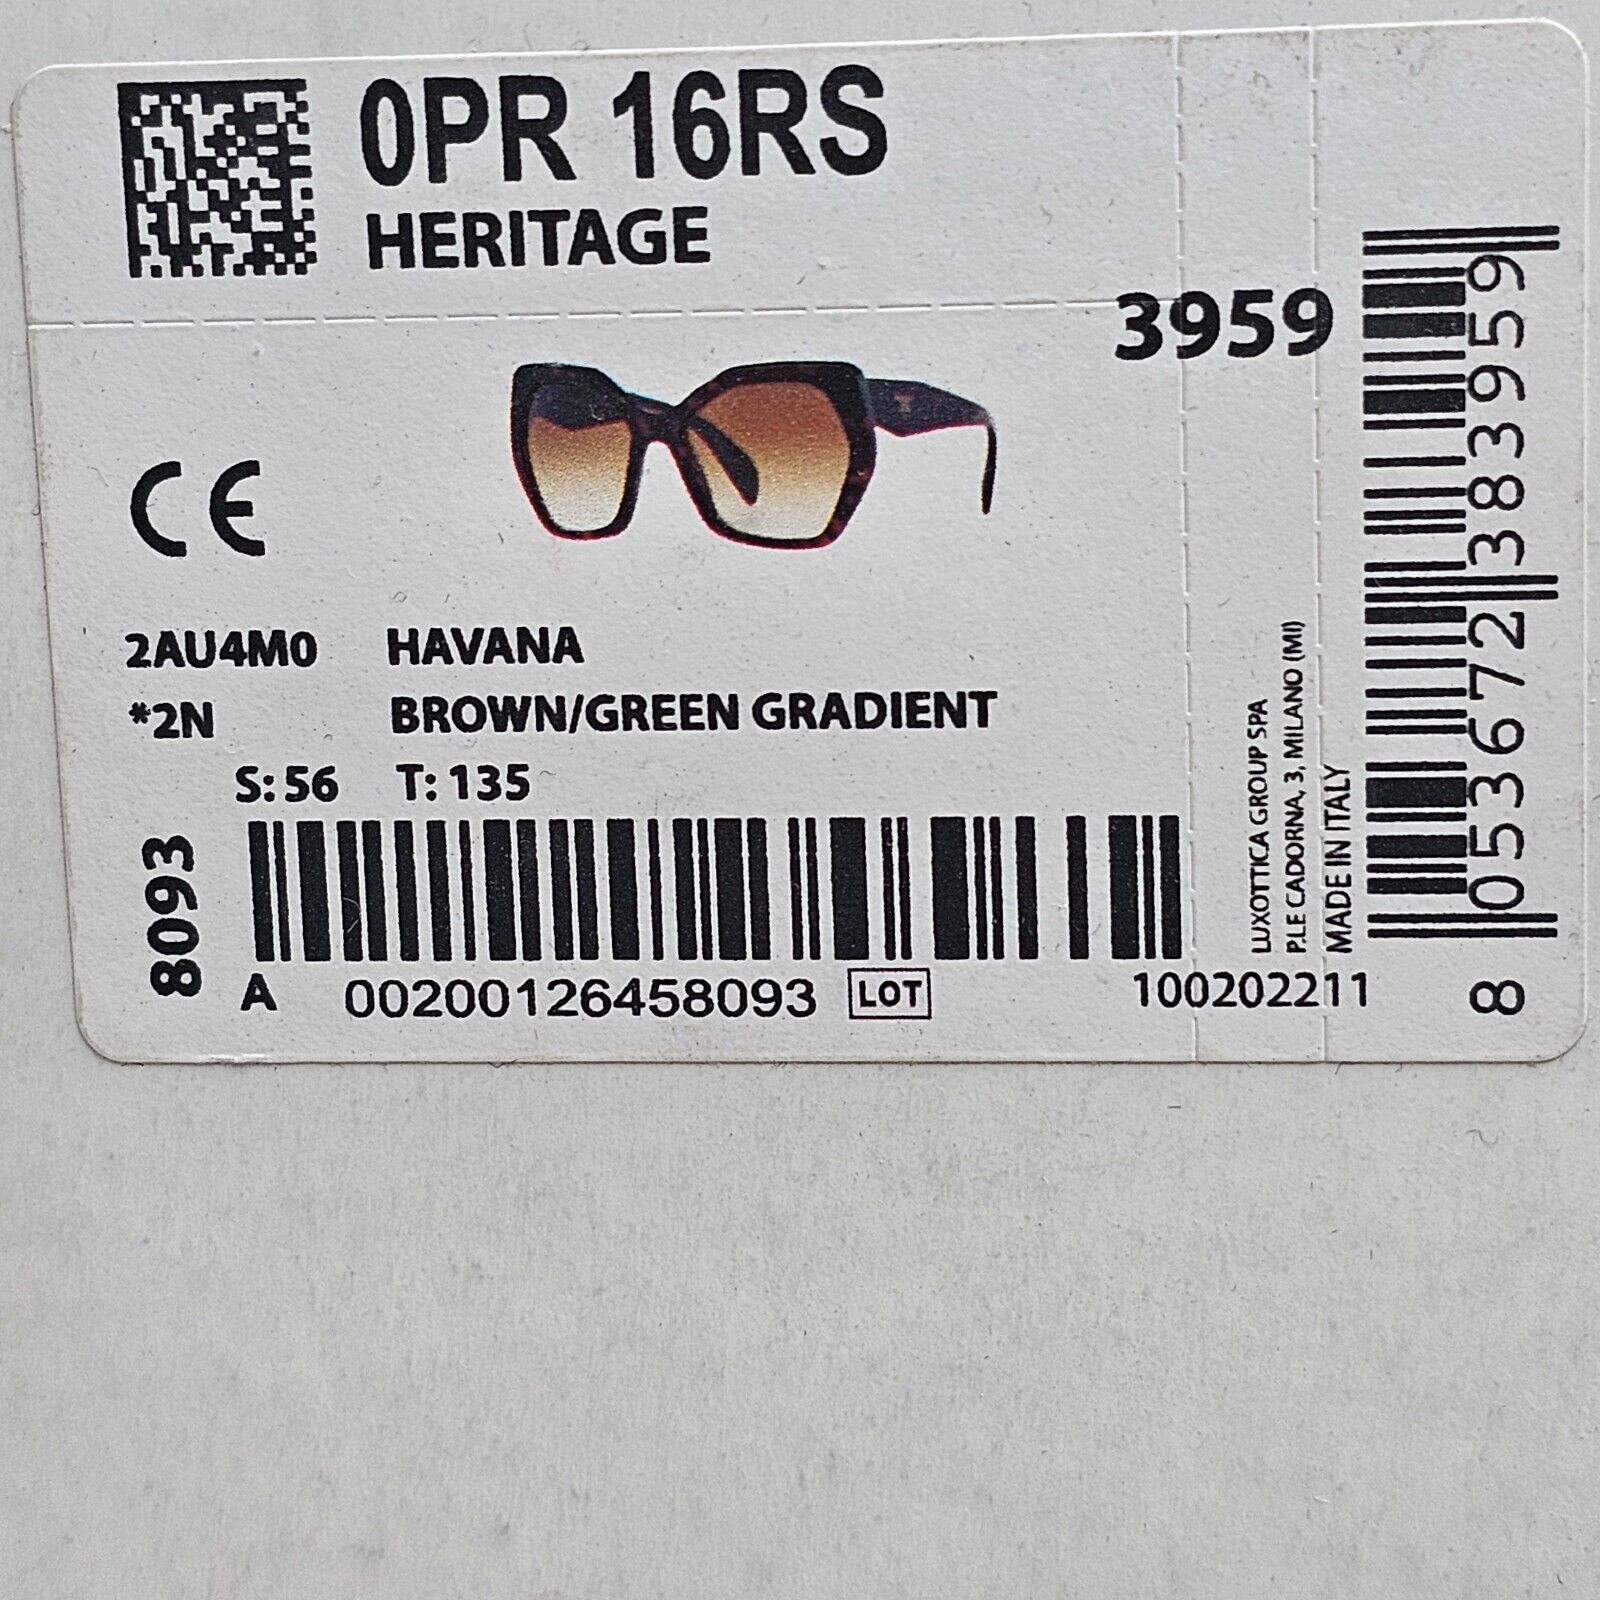 0PR 16RS
HERITAGE
3959
CE
2AU4M0 HAVANA
*2N BROWN/GREEN GRADIENT
S: 56 T: 135
8093
A 00200126458093 LOT 100202211
LUXOTTICA GROUP SPA
P.LE CADORNA, 3, MILANO (MI)
MADE IN ITALY
8 053672 383959